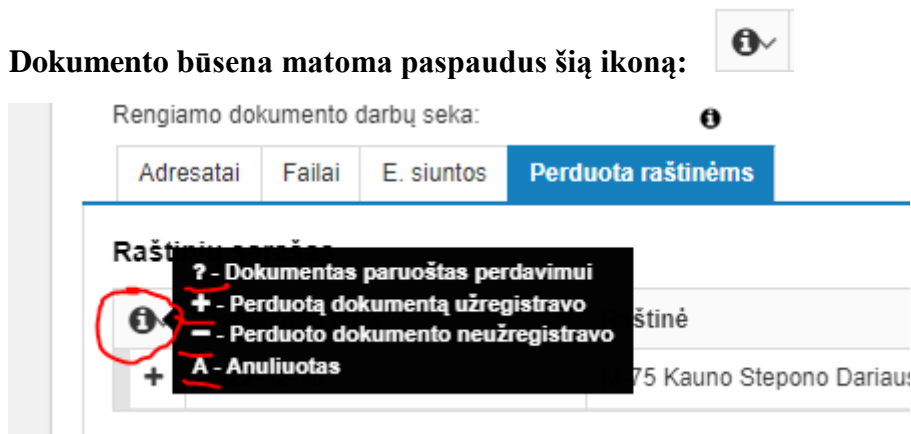 Dokumento būsena matoma paspaudus šią ikoną:
Rengiamo dokumento darbų seka:
Adresatai Failai E. siuntos Perduota raštinėms
? - Dokumentas paruoštas perdavimui
+ - Perduotą dokumentą užregistravo
− - Perduoto dokumento neužregistravo
A - Anuliuotas
+ 75 Kauno Stepono Dariaus